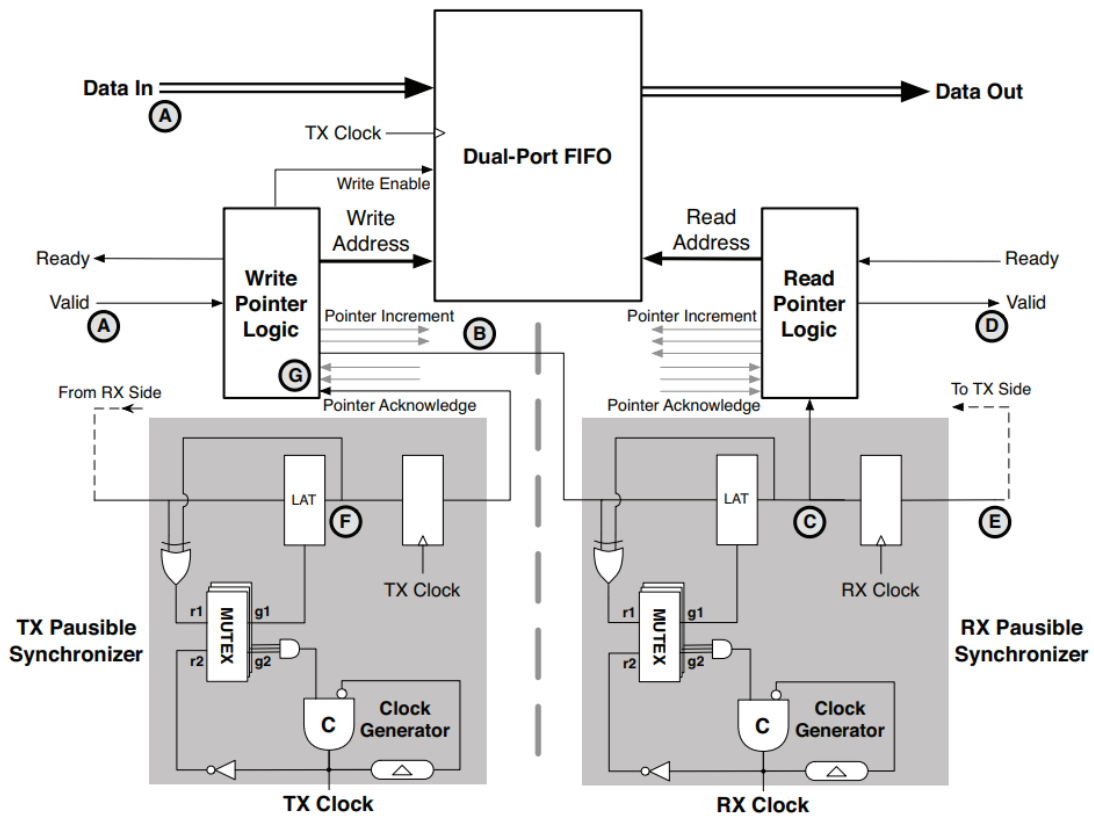 Data In
A
Data Out
TX Clock
Dual-Port FIFO
Write Enable
Write
Address
Read
Address
Ready
Valid
A
Write
Pointer
Logic
G
Read
Pointer
Logic
Ready
Valid
D
Pointer Increment
B
Pointer Increment
From RX Side
Pointer Acknowledge
Pointer Acknowledge
To TX Side
LAT
F
TX Clock
LAT
C
RX Clock
E
TX Pausible
Synchronizer
r1
g1
MUTEX
r2
g2
C
Clock
Generator
TX Clock
r1
g1
MUTEX
r2
g2
C
Clock
Generator
RX Clock
RX Pausible
Synchronizer